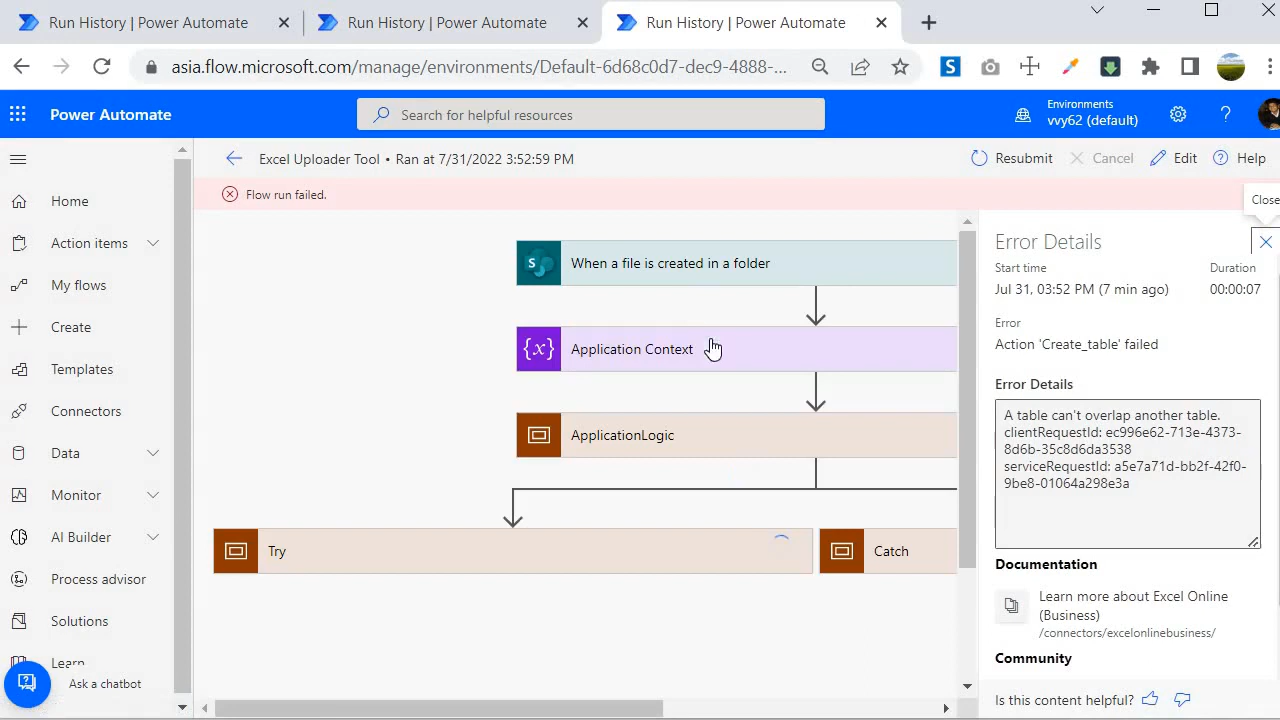 Run History | Power Automate
Run History | Power Automate
Run History | Power Automate
asia.flow.microsoft.com/manage/environments/Default-6d68c0d7-dec9-4888-...
S
Power Automate
Search for helpful resources
Environments
vvy62 (default)
?
Excel Uploader Tool • Ran at 7/31/2022 3:52:59 PM
Resubmit
Cancel
Edit
Help
Flow run failed.
Close
Home
Action items
My flows
Create
Templates
Connectors
Data
Monitor
AI Builder
Process advisor
Solutions
Learn
Ask a chatbot
S
When a file is created in a folder
{x}
Application Context
ApplicationLogic
Try
Catch
Error Details
Start time
Duration
Jul 31, 03:52 PM (7 min ago)
00:00:07
Error
Action 'Create_table' failed
Error Details
A table can't overlap another table.
clientRequestId: ec996e62-713e-4373-
8d6b-35c8d6da3538
serviceRequestId: a5e7a71d-bb2f-42f0-
9be8-01064a298e3a
Documentation
Learn more about Excel Online
(Business)
/connectors/excelonlinebusiness/
Community
Is this content helpful?